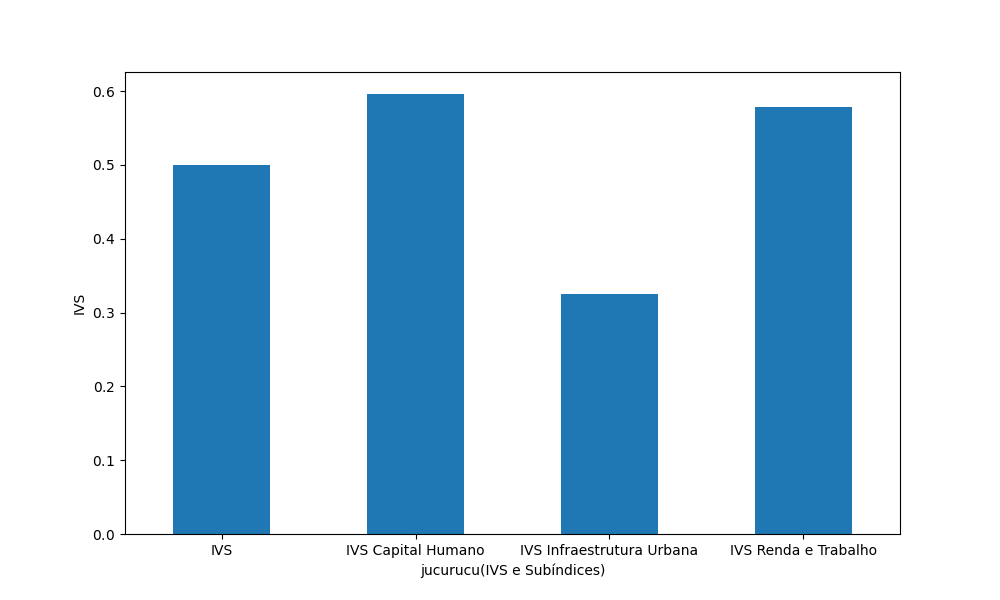 0.6
0.5
0.4
0.3
0.2
0.1
0.0
IVS
IVS IVS Capital Humano IVS Infraestrutura Urbana IVS Renda e Trabalho
jucurucu(IVS e Subíndices)